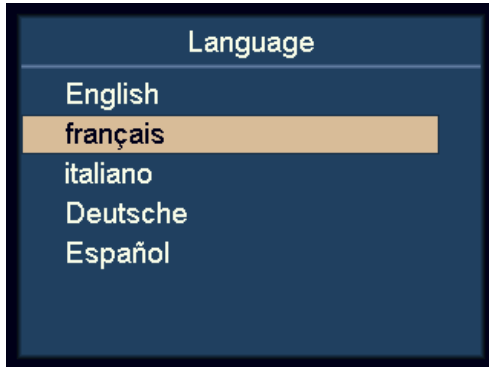 Language
English
français
italiano
Deutsche
Español